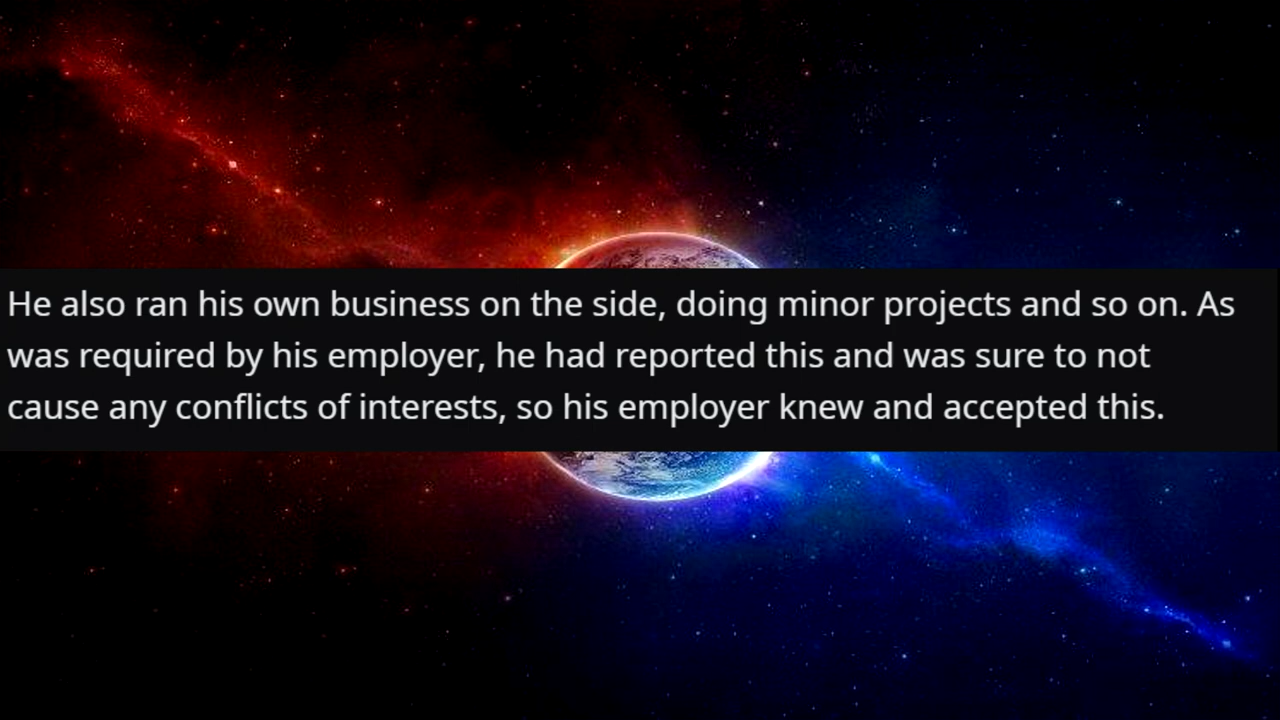 He also ran his own business on the side, doing minor projects and so on. As
was required by his employer, he had reported this and was sure to not
cause any conflicts of interests, so his employer knew and accepted this.